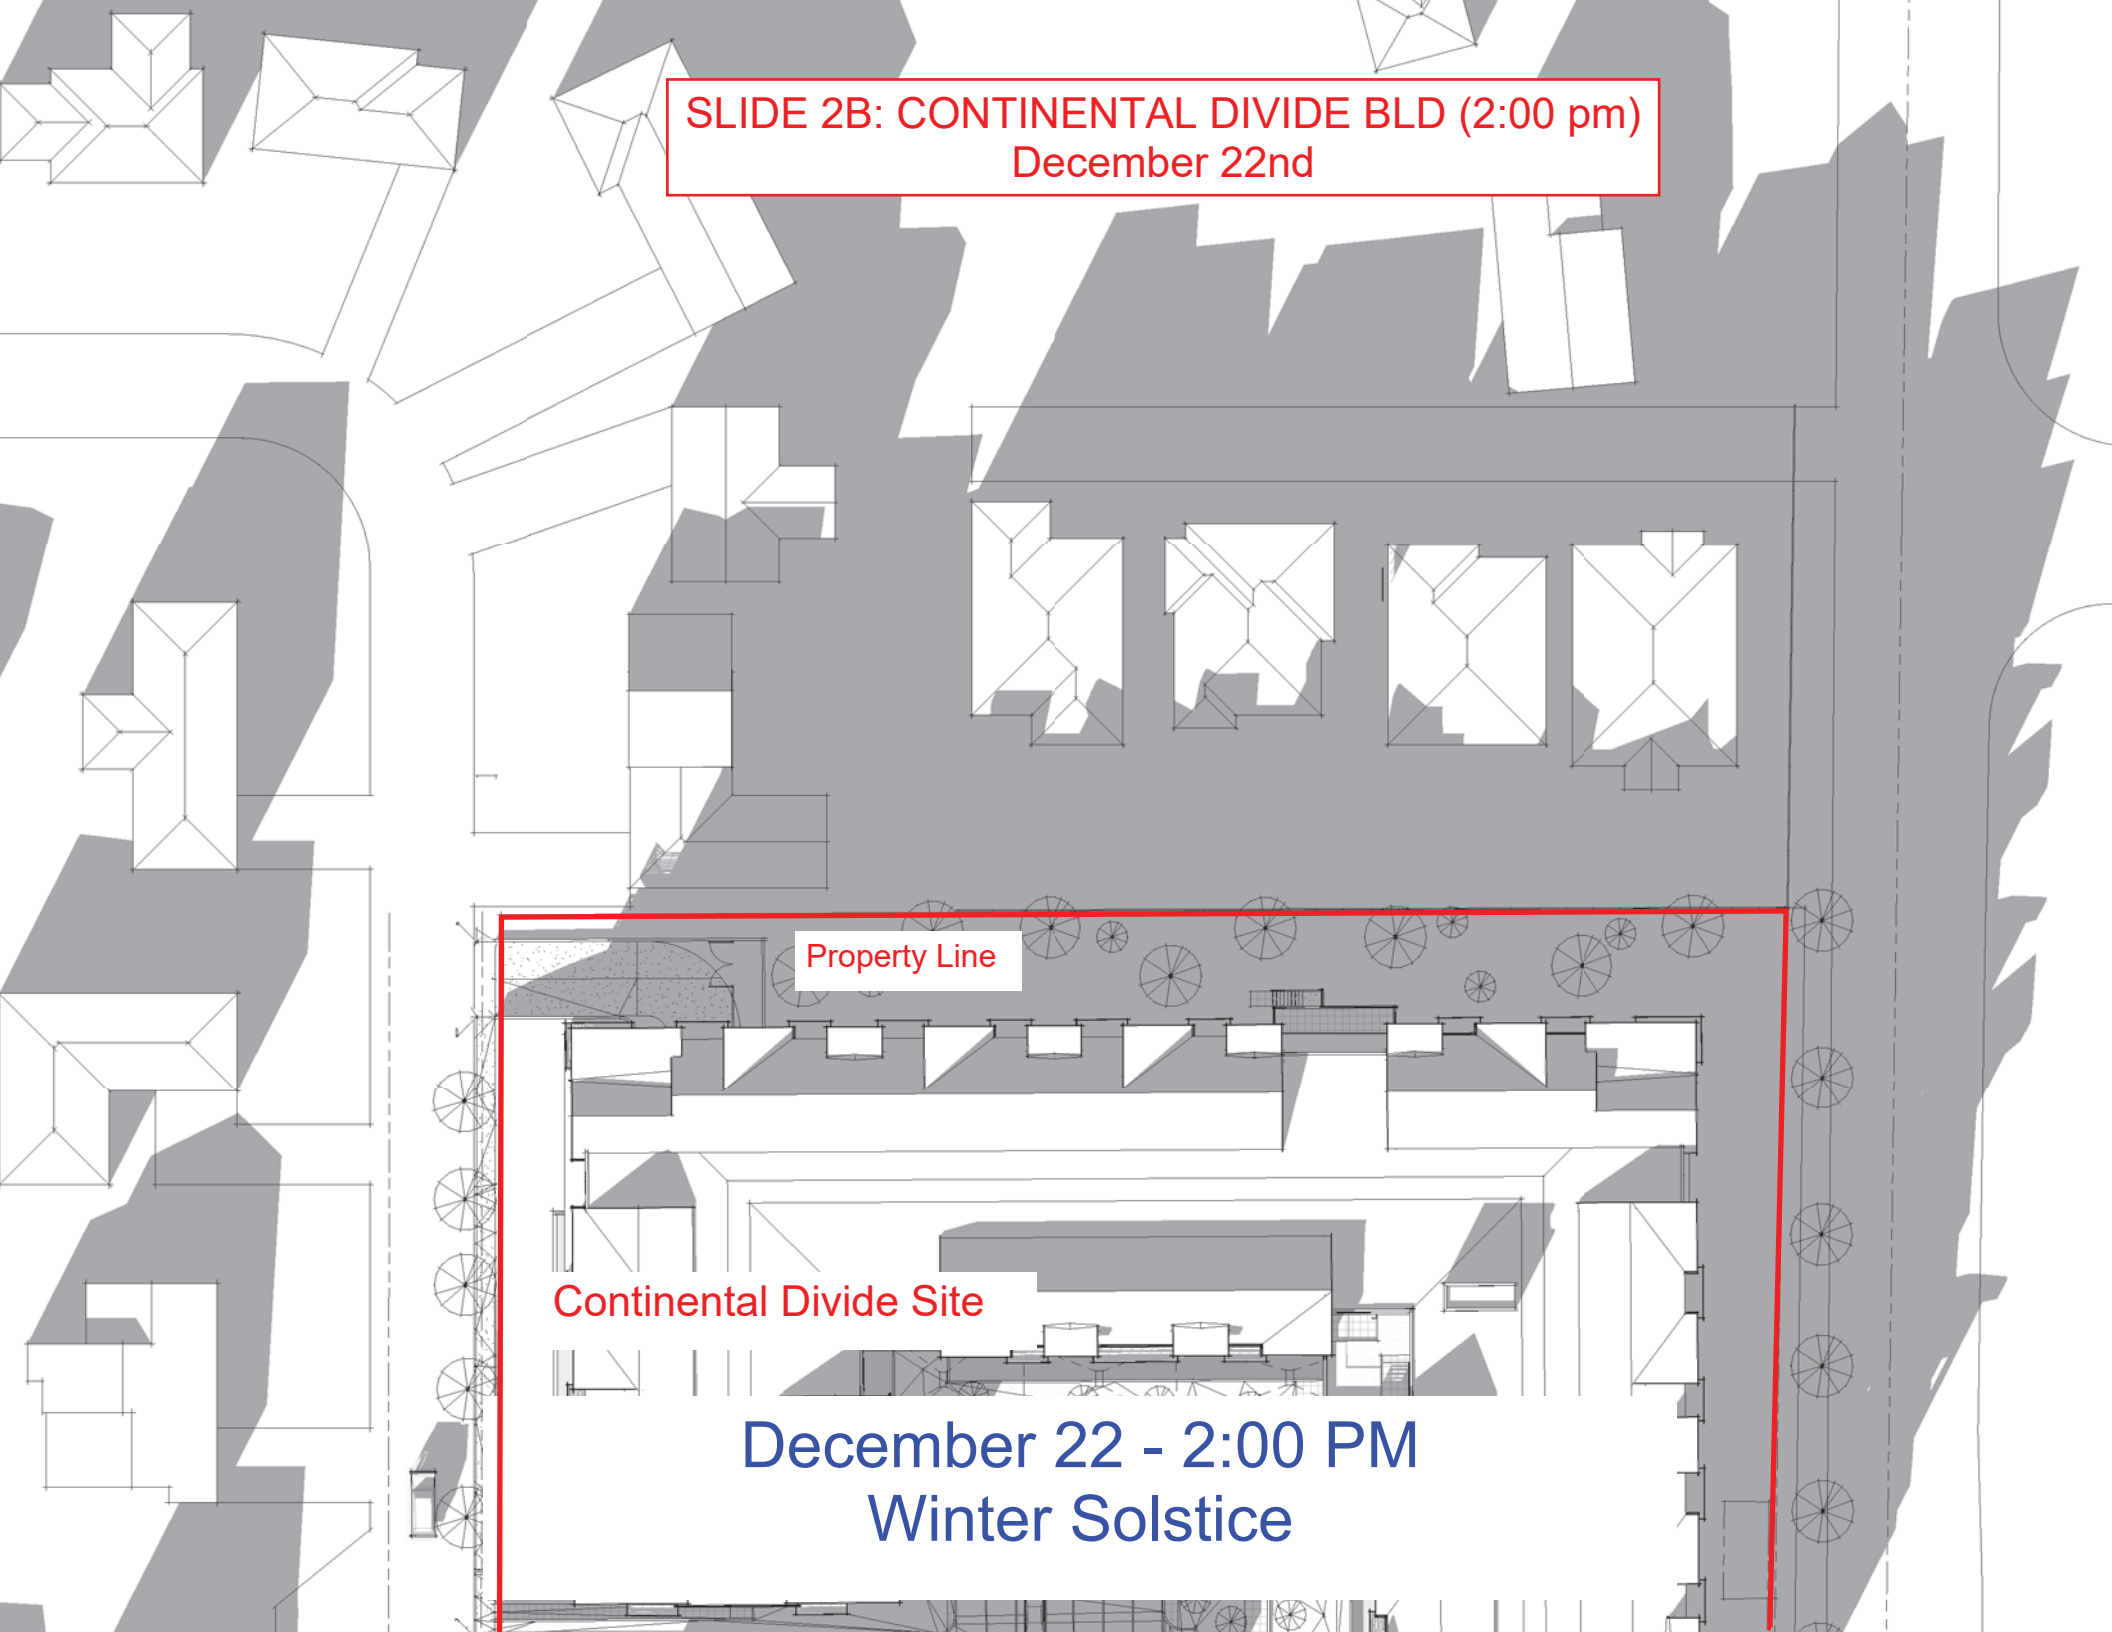 SLIDE 2B: CONTINENTAL DIVIDE BLD (2:00 pm)
December 22nd
Property Line
Continental Divide Site
December 22 - 2:00 PM
Winter Solstice